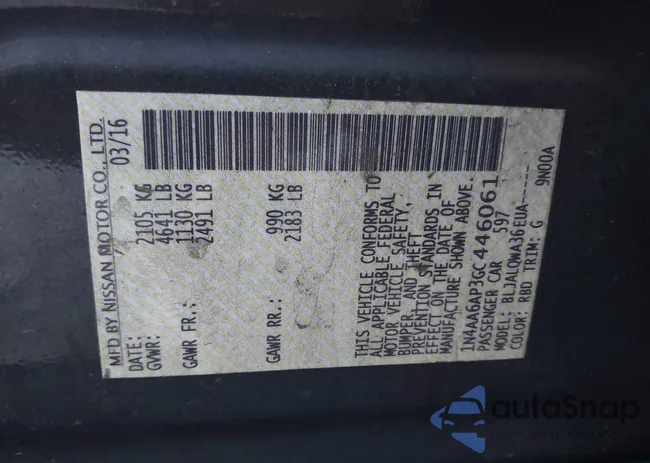 MFD BY NISSAN MOTOR CO., LTD.
DATE: 03/16
GVWR: 2105 KG
4641 LB
GAWR FR.: 1130 KG
2491 LB
GAWR RR.: 990 KG
2183 LB
THIS VEHICLE CONFORMS TO
ALL APPLICABLE FEDERAL
MOTOR VEHICLE SAFETY,
BUMPER, AND THEFT
PREVENTION STANDARDS IN
EFFECT ON THE DATE OF
MANUFACTURE SHOWN ABOVE.
1N4AA6AP3GC446061
PASSENGER CAR 597
MODEL: BLJALQWA36EUA-----
COLOR: RBD TRIM: G 9N00A
autoSnap